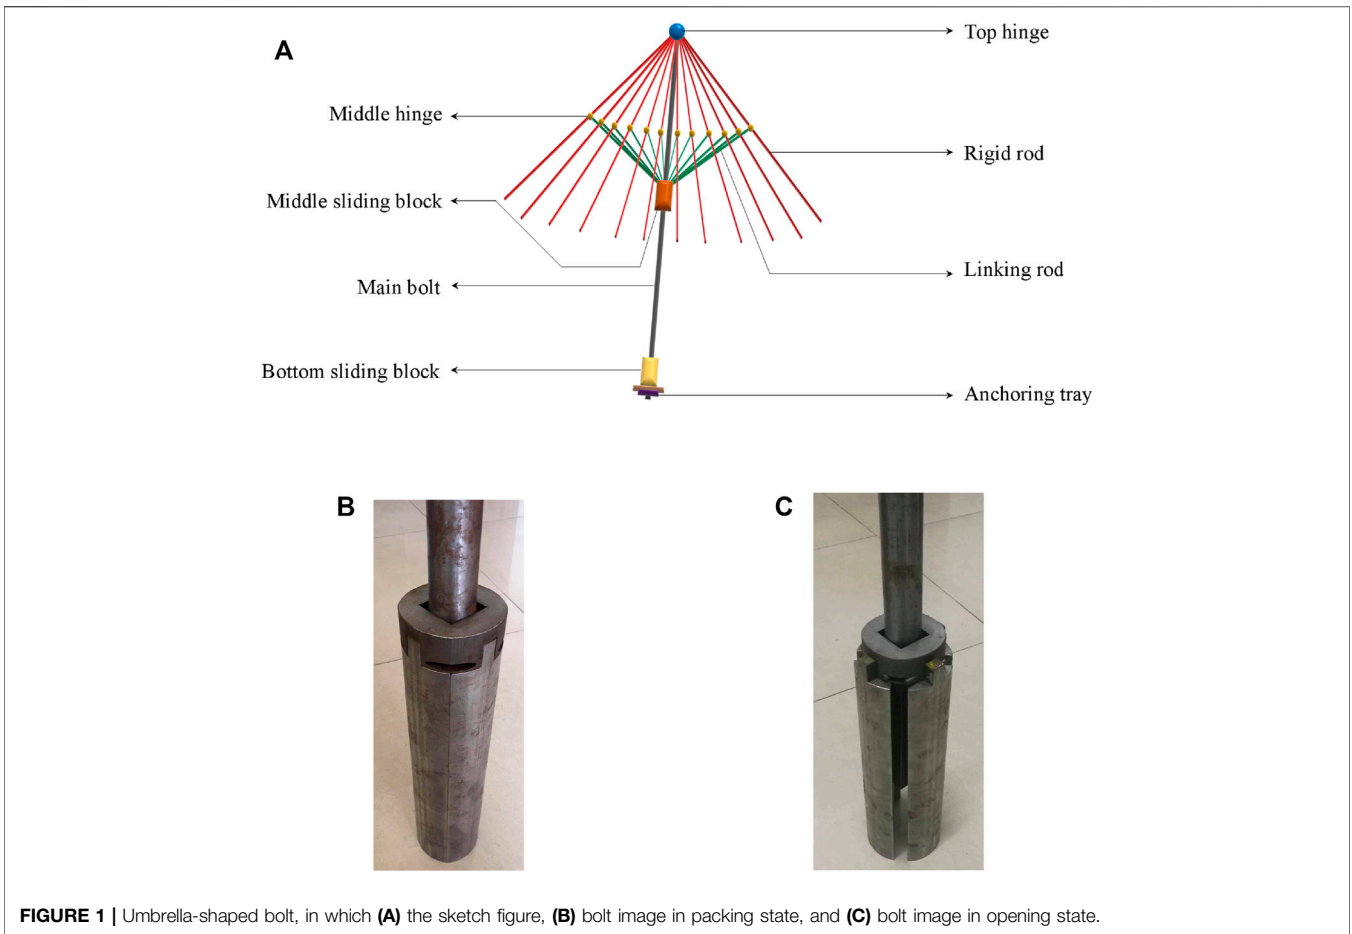 A
Top hinge
Middle hinge
Rigid rod
Middle sliding block
Linking rod
Main bolt
Bottom sliding block
Anchoring tray
B
C
FIGURE 1 | Umbrella-shaped bolt, in which (A) the sketch figure, (B) bolt image in packing state, and (C) bolt image in opening state.